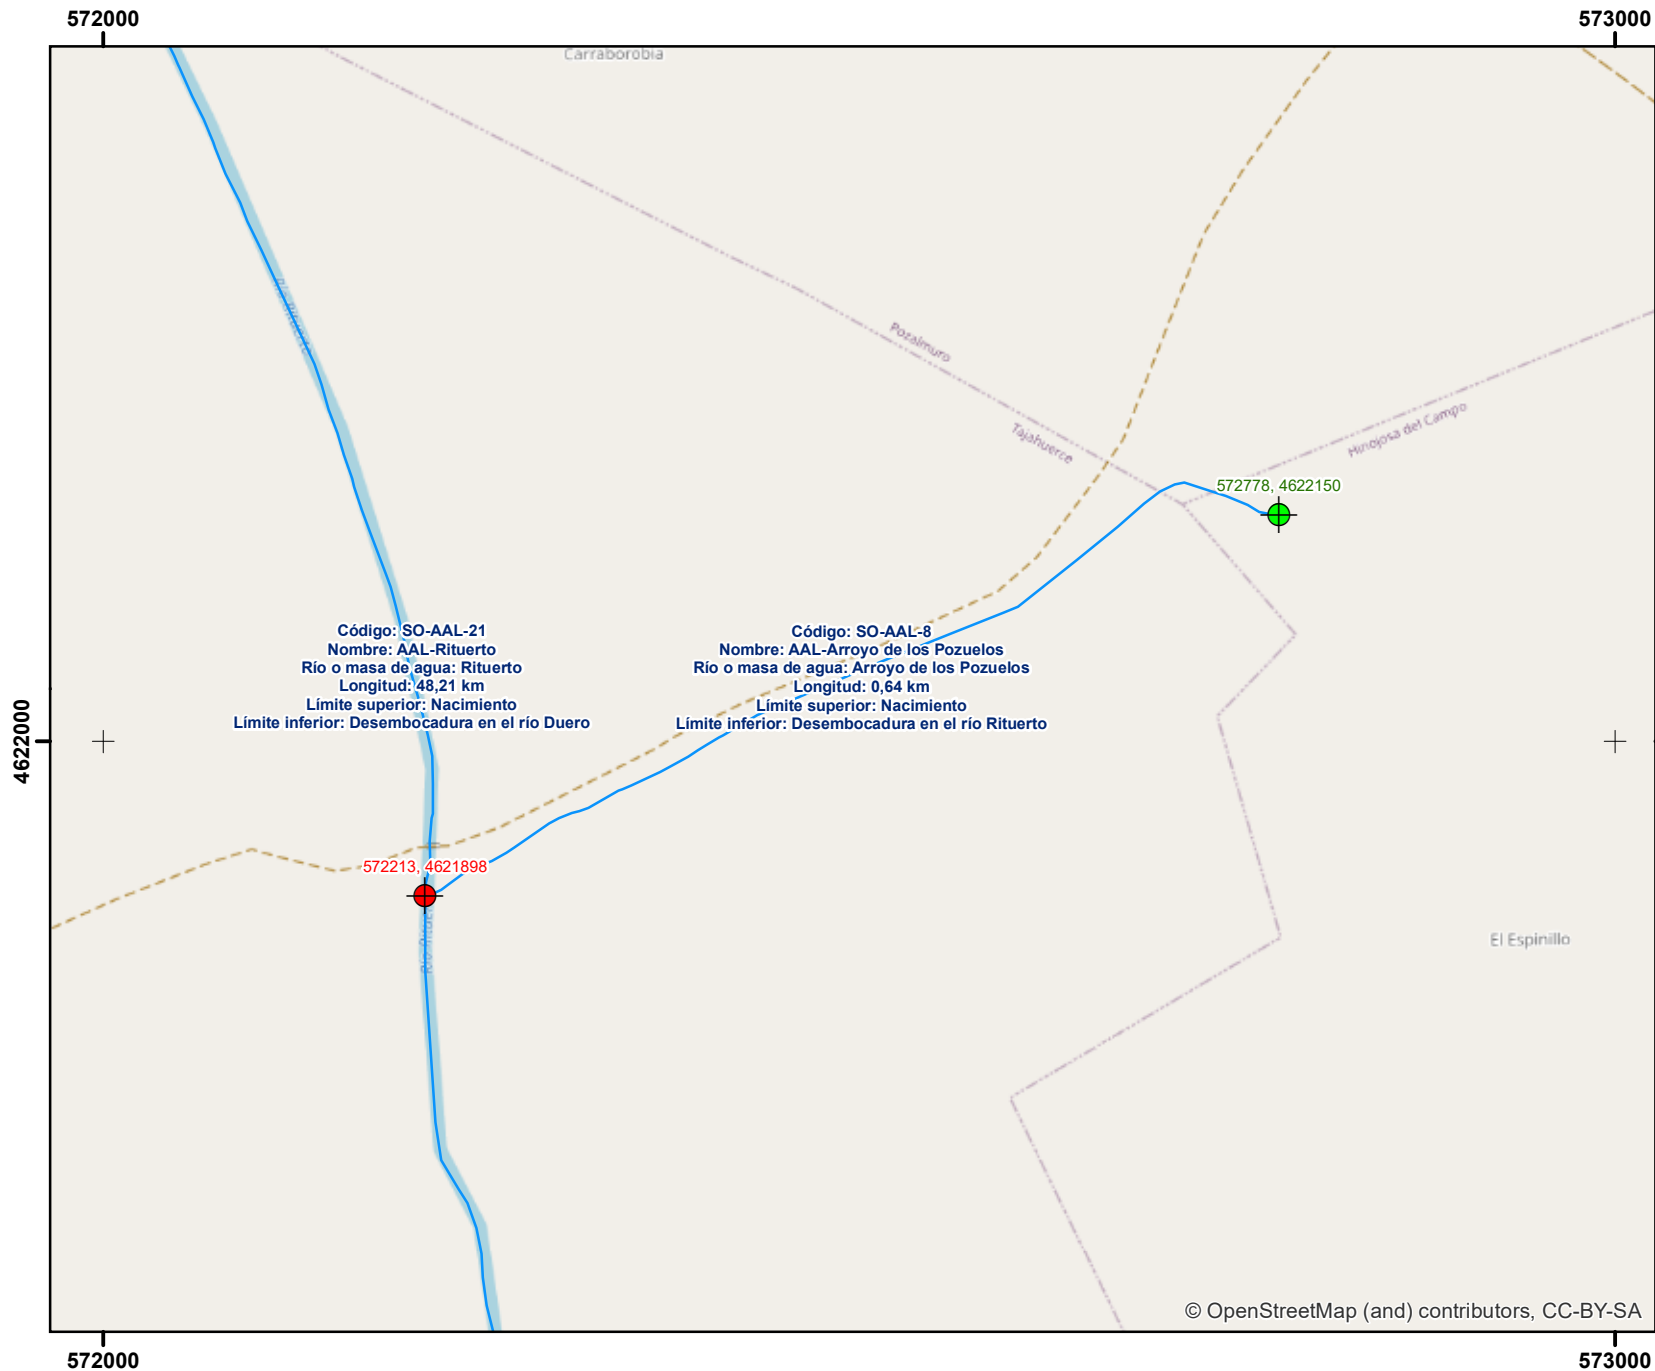 572000
573000
Carraborobia
Río Rituerto
Pozalmuro
Tajahuerce
Hinojosa del Campo
572778, 4622150
Código: SO-AAL-21
Nombre: AAL-Rituerto
Río o masa de agua: Rituerto
Longitud: 48,21 km
Límite superior: Nacimiento
Límite inferior: Desembocadura en el río Duero
Código: SO-AAL-8
Nombre: AAL-Arroyo de los Pozuelos
Río o masa de agua: Arroyo de los Pozuelos
Longitud: 0,64 km
Límite superior: Nacimiento
Límite inferior: Desembocadura en el río Rituerto
4622000
572213, 4621898
Río Rituerto
El Espinillo
© OpenStreetMap (and) contributors, CC-BY-SA
572000
573000